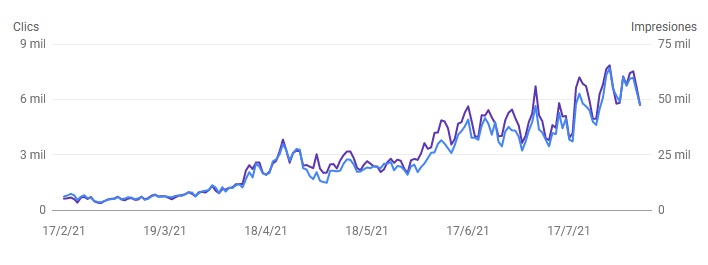 Clics Impresiones
9 mil 75 mil
6 mil 50 mil
3 mil 25 mil
0 0
17/2/21 19/3/21 18/4/21 18/5/21 17/6/21 17/7/21